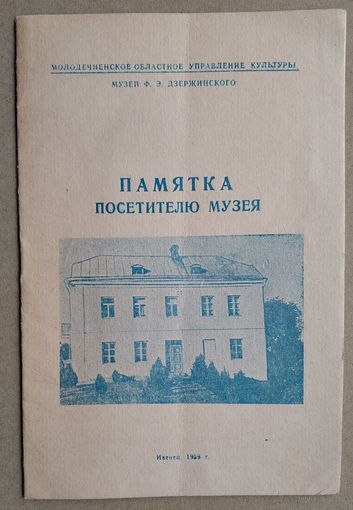 МОЛОДЕЧНЕНСКОЕ ОБЛАСТНОЕ УПРАВЛЕНИЕ КУЛЬТУРЫ
МУЗЕЙ Ф. Э. ДЗЕРЖИНСКОГО
ПАМЯТКА
ПОСЕТИТЕЛЮ МУЗЕЯ
Ивенец, г.